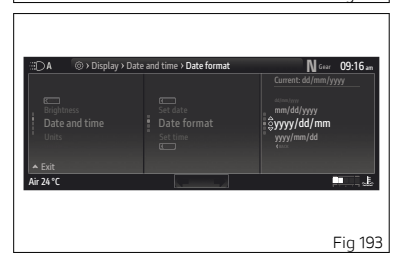 A Display › Date and time › Date format N Gear 09:16 am
Current: dd/mm/yyyy
Brightness
Date and time
Units
Exit
Set date
Date format
Set time
mm/dd/yyyy
yyyy/dd/mm
yyyy/mm/dd
Air 24 °C
Fig 193